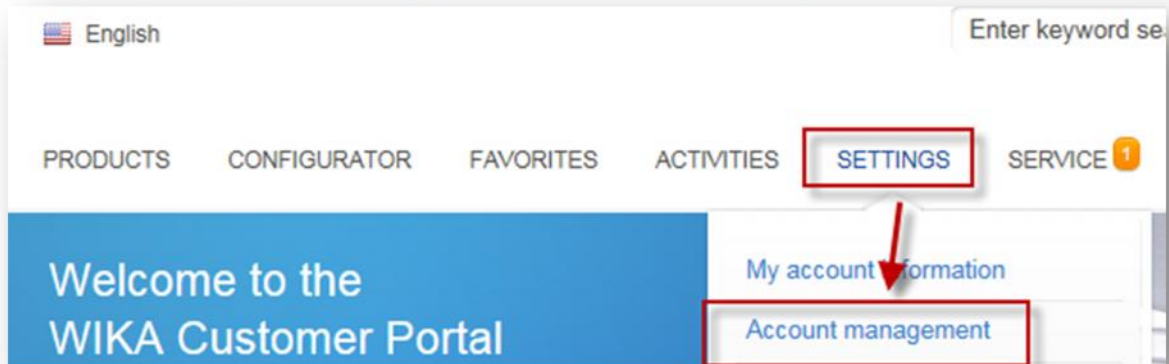 English
Enter keyword se
PRODUCTS CONFIGURATOR FAVORITES ACTIVITIES SETTINGS SERVICE 1
Welcome to the
WIKA Customer Portal
My account information
Account management